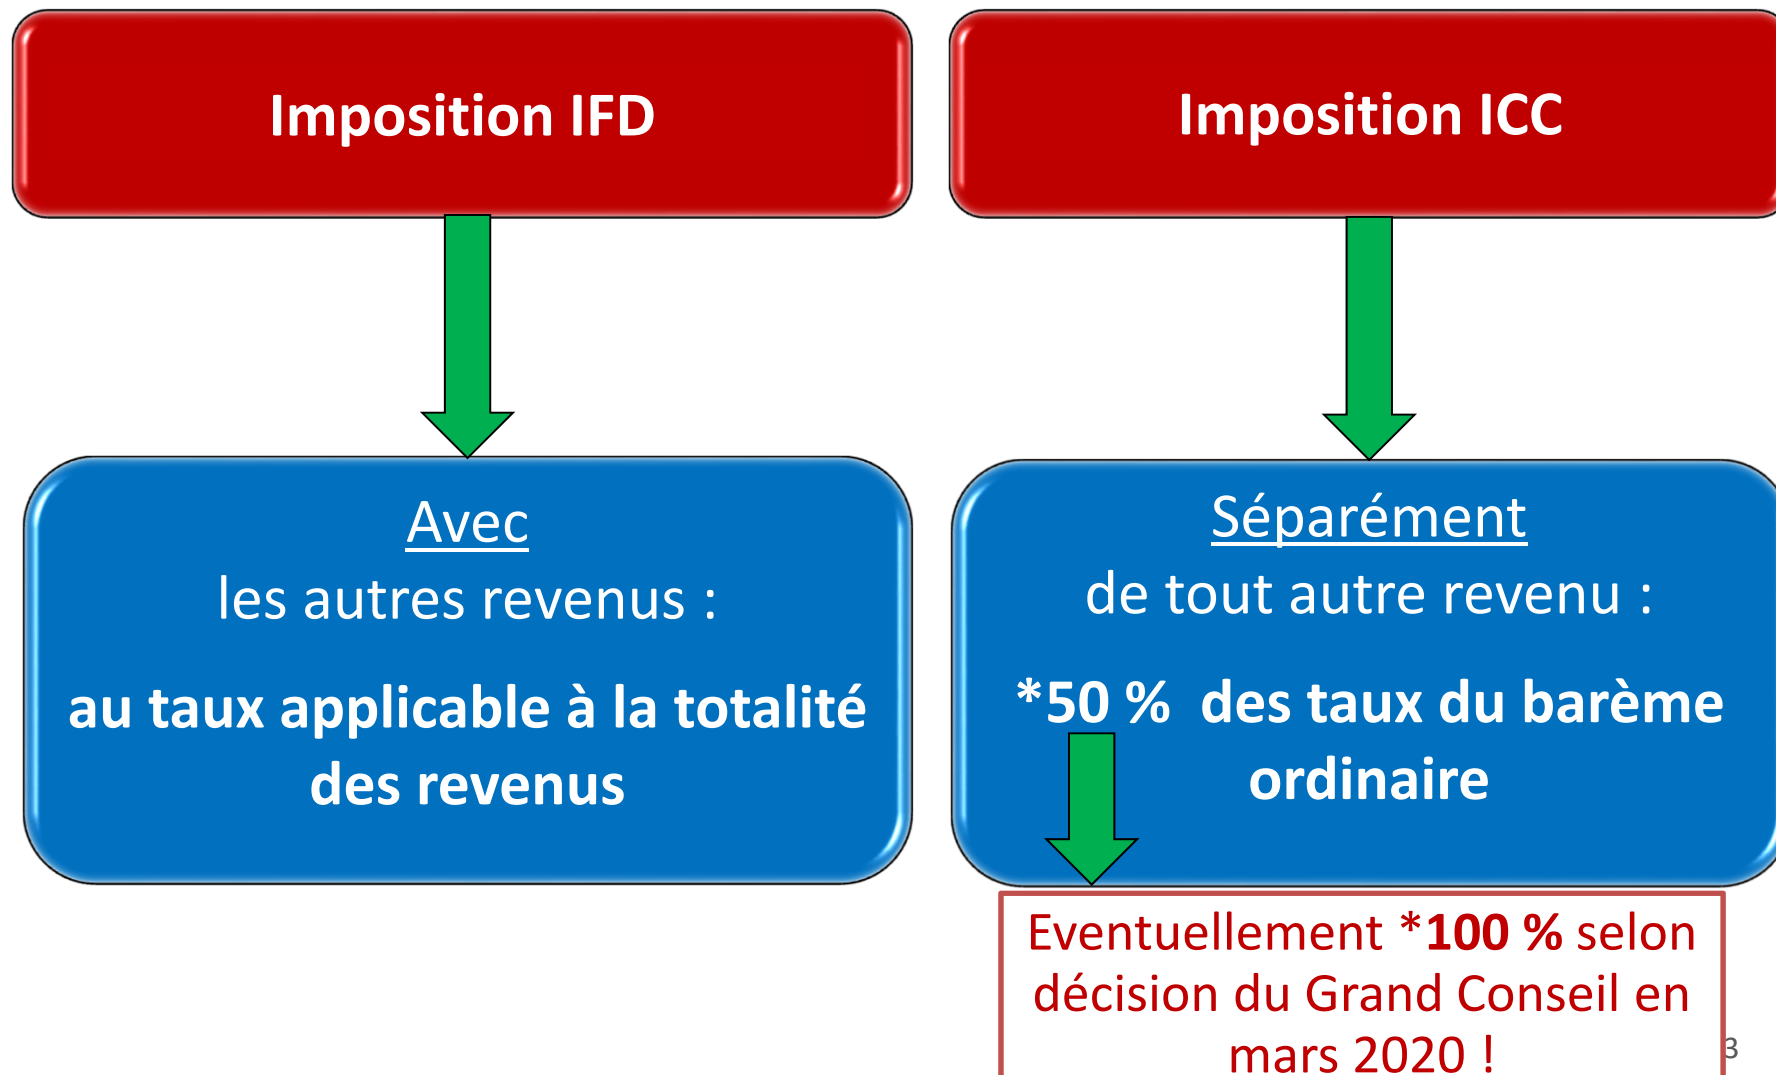 Imposition IFD
Avec
les autres revenus :
au taux applicable à la totalité
des revenus
Imposition ICC
Séparément
de tout autre revenu :
*50 %  des taux du barème
ordinaire
Eventuellement *100 % selon
décision du Grand Conseil en
mars 2020 !
3